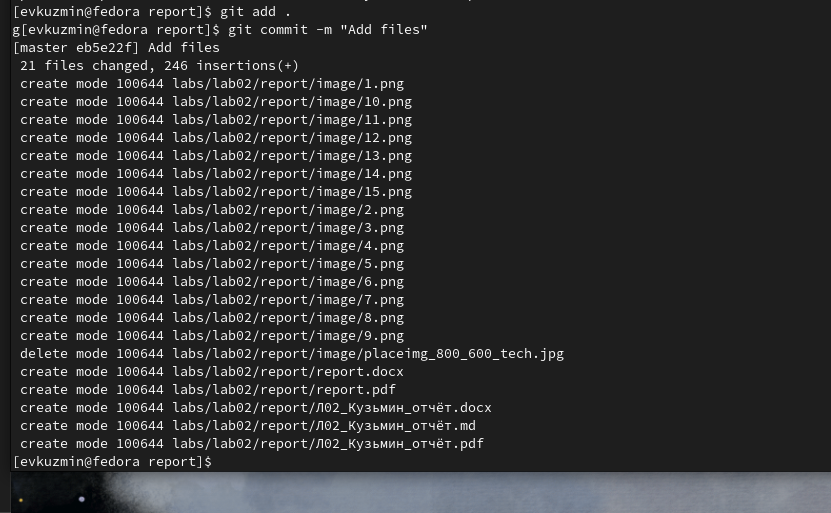 [evkuzmin@fedora report]$ git add .
g[evkuzmin@fedora report]$ git commit -m "Add files"
[master eb5e22f] Add files
 21 files changed, 246 insertions(+)
 create mode 100644 labs/lab02/report/image/1.png
 create mode 100644 labs/lab02/report/image/10.png
 create mode 100644 labs/lab02/report/image/11.png
 create mode 100644 labs/lab02/report/image/12.png
 create mode 100644 labs/lab02/report/image/13.png
 create mode 100644 labs/lab02/report/image/14.png
 create mode 100644 labs/lab02/report/image/15.png
 create mode 100644 labs/lab02/report/image/2.png
 create mode 100644 labs/lab02/report/image/3.png
 create mode 100644 labs/lab02/report/image/4.png
 create mode 100644 labs/lab02/report/image/5.png
 create mode 100644 labs/lab02/report/image/6.png
 create mode 100644 labs/lab02/report/image/7.png
 create mode 100644 labs/lab02/report/image/8.png
 create mode 100644 labs/lab02/report/image/9.png
 delete mode 100644 labs/lab02/report/image/placeimg_800_600_tech.jpg
 create mode 100644 labs/lab02/report/report.docx
 create mode 100644 labs/lab02/report/report.pdf
 create mode 100644 labs/lab02/report/Л02_Кузьмин_отчёт.docx
 create mode 100644 labs/lab02/report/Л02_Кузьмин_отчёт.md
 create mode 100644 labs/lab02/report/Л02_Кузьмин_отчёт.pdf
[evkuzmin@fedora report]$